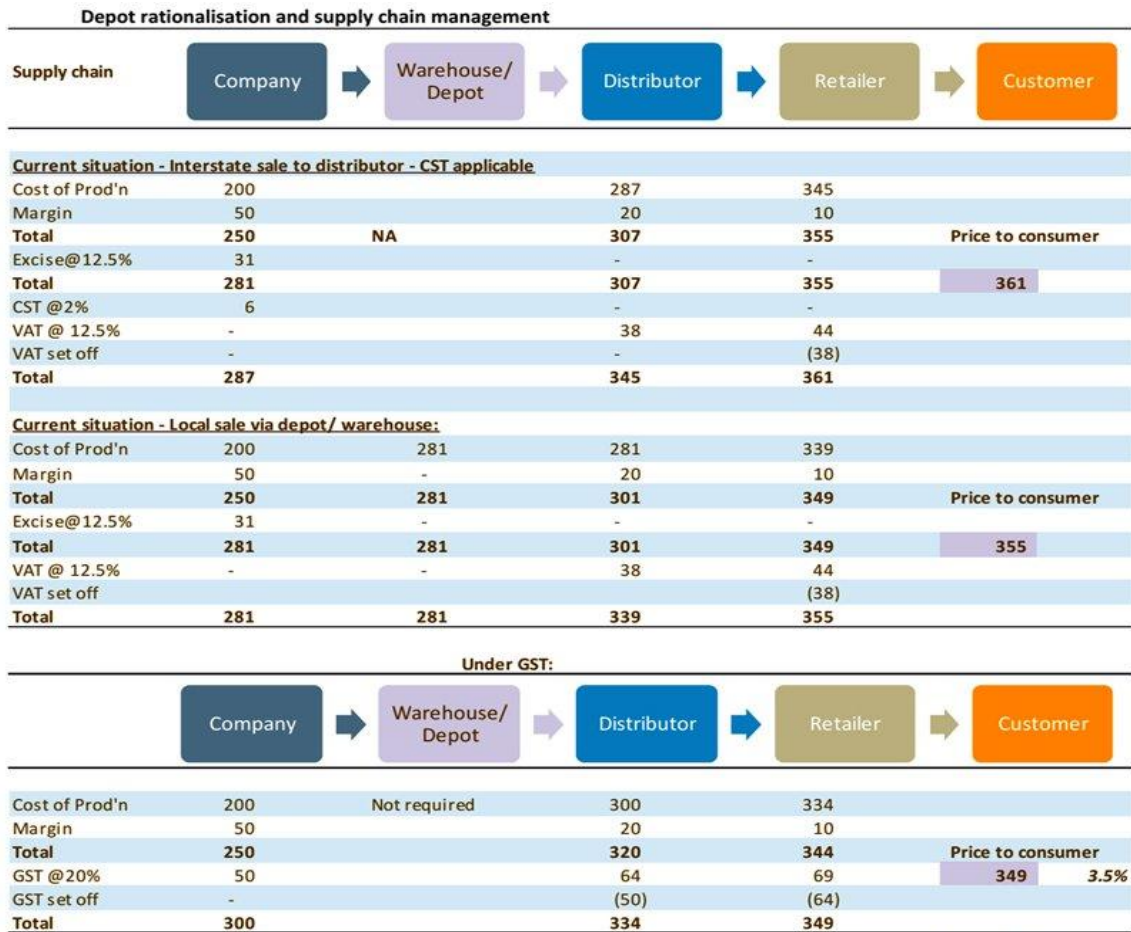 Depot rationalisation and supply chain management
Supply chain Company Warehouse/ Depot Distributor Retailer Customer
Current situation - Interstate sale to distributor - CST applicable
Cost of Prod'n 200 287 345
Margin 50 20 10
Total 250 NA 307 355 Price to consumer
Excise@12.5% 31 - -
Total 281 307 355 361
CST @2% 6 - -
VAT @ 12.5% - 38 44
VAT set off - - (38)
Total 287 345 361
Current situation - Local sale via depot/ warehouse:
Cost of Prod'n 200 281 281 339
Margin 50 - 20 10
Total 250 281 301 349 Price to consumer
Excise@12.5% 31 - - -
Total 281 281 301 349 355
VAT @ 12.5% - - 38 44
VAT set off (38)
Total 281 281 339 355
Under GST:
Company Warehouse/ Depot Distributor Retailer Customer
Cost of Prod'n 200 Not required 300 334
Margin 50 20 10
Total 250 320 344 Price to consumer
GST @20% 50 64 69 349 3.5%
GST set off - (50) (64)
Total 300 334 349